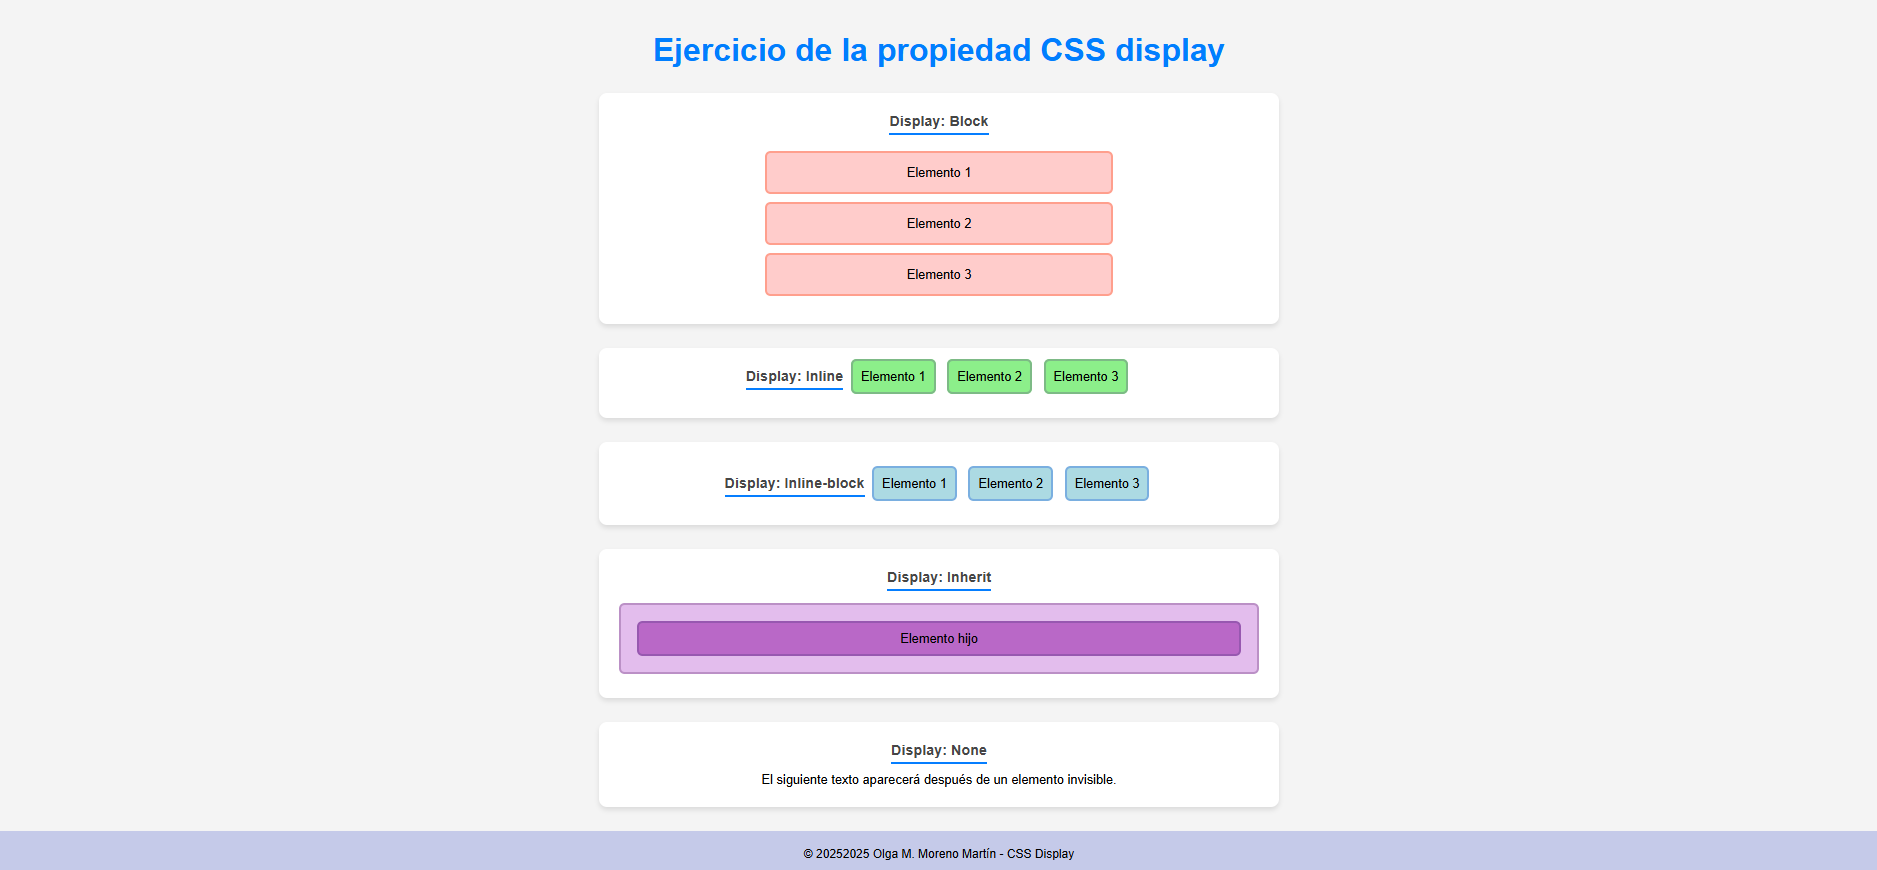 Ejercicio de la propiedad CSS display
Display: Block
Elemento 1
Elemento 2
Elemento 3
Display: Inline Elemento 1 Elemento 2 Elemento 3
Display: Inline-block Elemento 1 Elemento 2 Elemento 3
Display: Inherit
Elemento hijo
Display: None
El siguiente texto aparecerá después de un elemento invisible.
© 20252025 Olga M. Moreno Martín - CSS Display